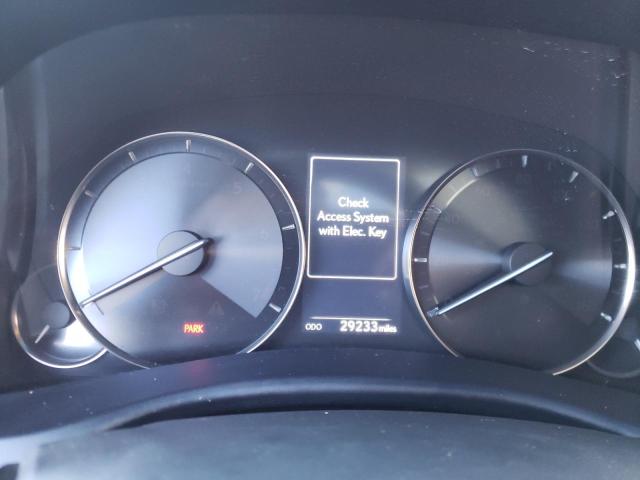 Check
Access System
with Elec. Key
PARK
ODO 29233 miles